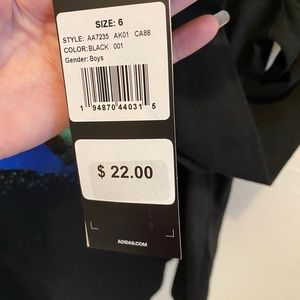 SIZE: 6
STYLE: AA7235 AK01 CA88
COLOR:BLACK 001
Gender:Boys
1 94870 44031 5
$ 22.00
ADIDAS.COM